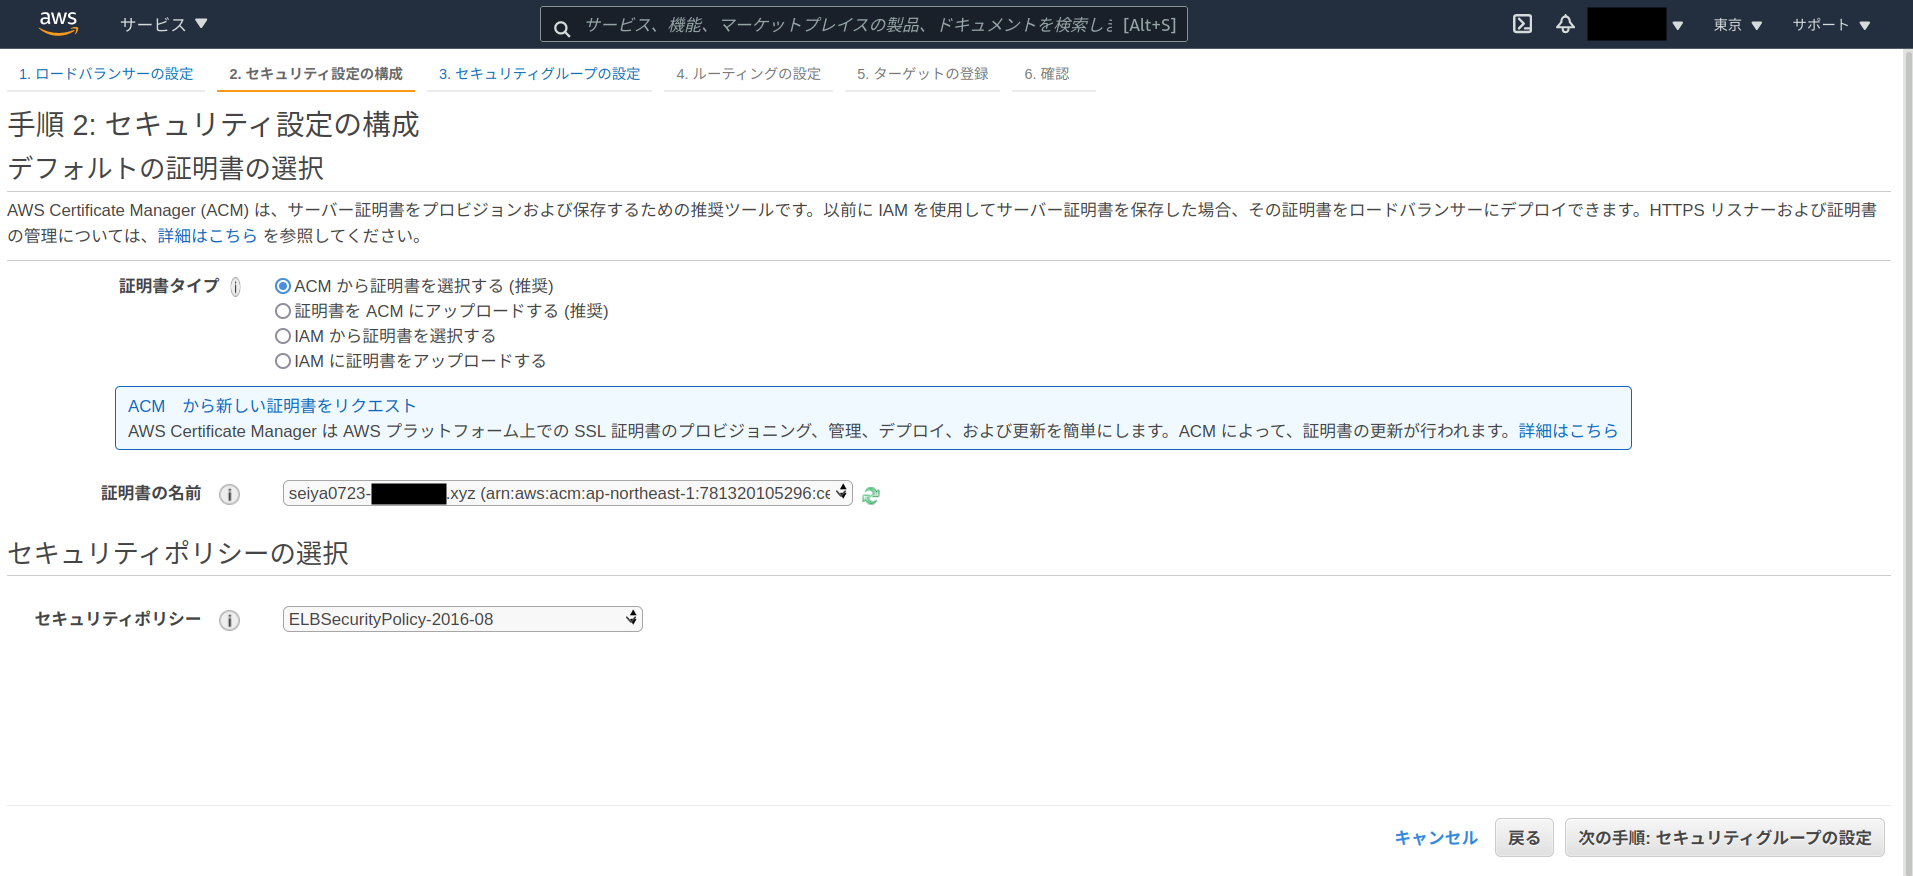 aws サービス サービス、機能、マーケットプレイスの製品、ドキュメントを検索しま [Alt+S] 東京 サポート
1. ロードバランサーの設定 2. セキュリティ設定の構成 3. セキュリティグループの設定 4. ルーティングの設定 5. ターゲットの登録 6. 確認
手順 2: セキュリティ設定の構成
デフォルトの証明書の選択
AWS Certificate Manager (ACM) は、サーバー証明書をプロビジョンおよび保存するための推奨ツールです。以前に IAM を使用してサーバー証明書を保存した場合、その証明書をロードバランサーにデプロイできます。HTTPS リスナーおよび証明書
の管理については、詳細はこちら を参照してください。
証明書タイプ ACM から証明書を選択する (推奨)
証明書を ACM にアップロードする (推奨)
IAM から証明書を選択する
IAM に証明書をアップロードする
ACM　から新しい証明書をリクエスト
AWS Certificate Manager は AWS プラットフォーム上での SSL 証明書のプロビジョニング、管理、デプロイ、および更新を簡単にします。ACM によって、証明書の更新が行われます。詳細はこちら
証明書の名前 seiya0723- .xyz (arn:aws:acm:ap-northeast-1:781320105296:ce
セキュリティポリシーの選択
セキュリティポリシー ELBSecurityPolicy-2016-08
キャンセル 戻る 次の手順: セキュリティグループの設定